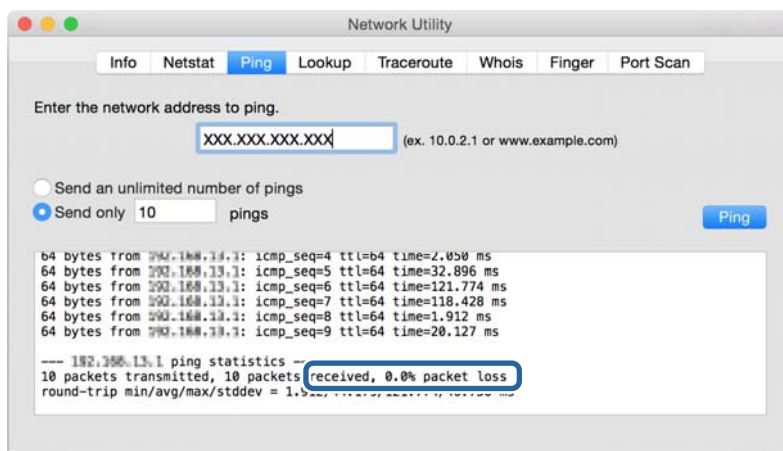 Network Utility
Info Netstat Ping Lookup Traceroute Whois Finger Port Scan
Enter the network address to ping.
XXX.XXX.XXX.XXX (ex. 10.0.2.1 or www.example.com)
Send an unlimited number of pings
Send only 10 pings
Ping
64 bytes from : icmp_seq=4 ttl=64 time=2.050 ms
64 bytes from : icmp_seq=5 ttl=64 time=32.896 ms
64 bytes from : icmp_seq=6 ttl=64 time=121.774 ms
64 bytes from : icmp_seq=7 ttl=64 time=118.428 ms
64 bytes from : icmp_seq=8 ttl=64 time=1.912 ms
64 bytes from : icmp_seq=9 ttl=64 time=20.127 ms
--- ping statistics --
10 packets transmitted, 10 packets received, 0.0% packet loss
round-trip min/avg/max/stddev = ms